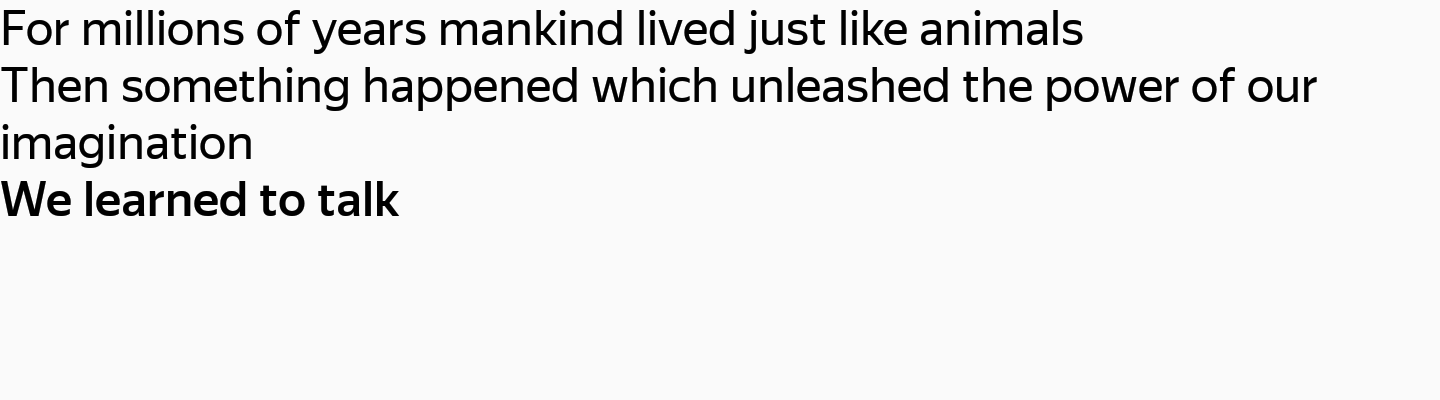 For millions of years mankind lived just like animals
Then something happened which unleashed the power of our
imagination
We learned to talk